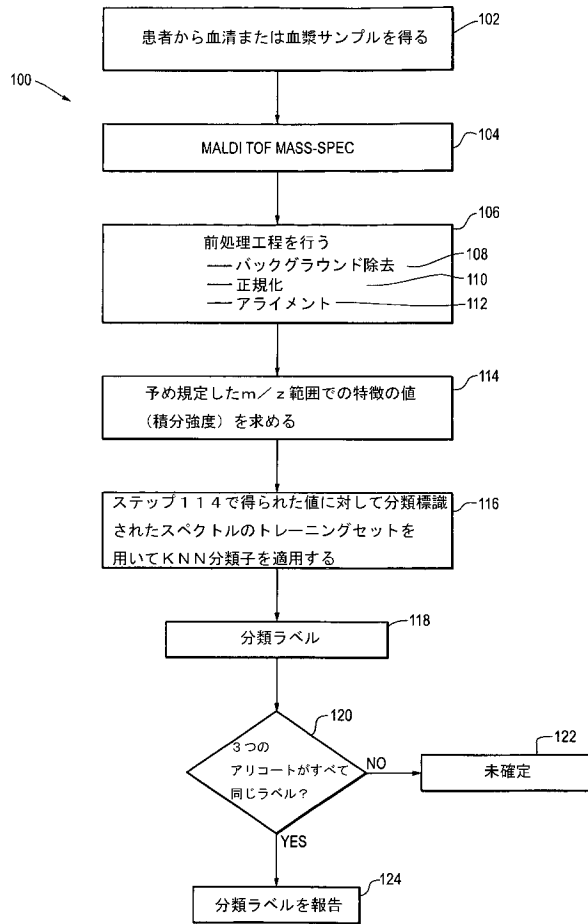 102
患者から血清または血漿サンプルを得る
100
104
MALDI TOF MASS-SPEC
106
前処理工程を行う
バックグラウンド除去
108
正規化
110
アライメント
112
114
予め規定したm/z範囲での特徴の値
(積分強度)を求める
116
ステップ114で得られた値に対して分類標識
されたスペクトルのトレーニングセットを
用いてKNN分類子を適用する
118
分類ラベル
120
3つの
アリコートがすべて
同じラベル?
NO
122
未確定
YES
124
分類ラベルを報告